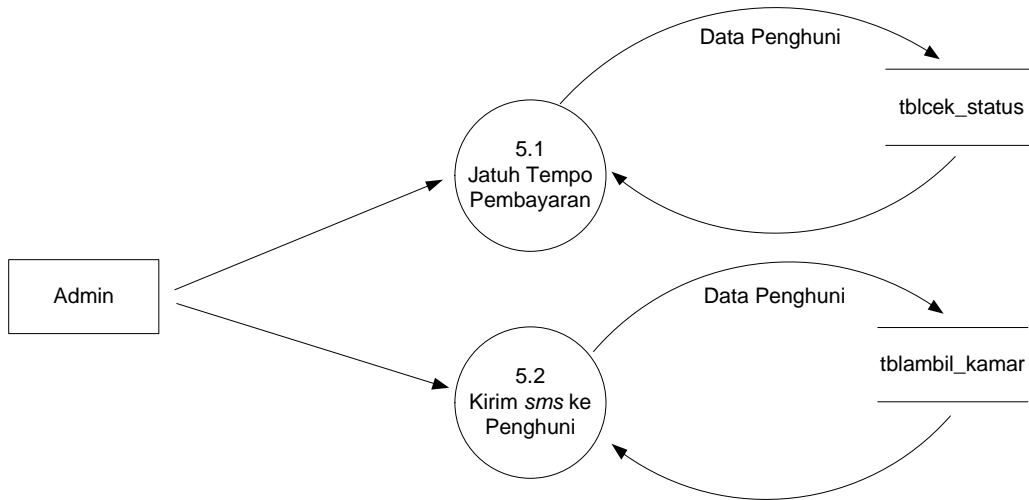 Data Penghuni
tblcek_status
5.1
Jatuh Tempo
Pembayaran
Admin
Data Penghuni
tblambil_kamar
5.2
Kirim sms ke
Penghuni